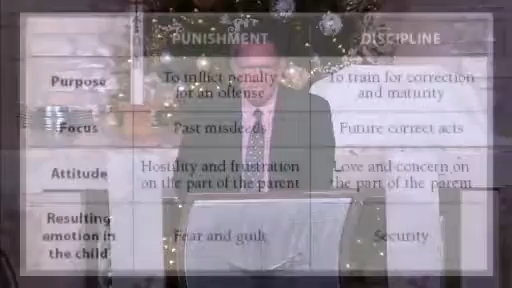 PUNISHMENT DISCIPLINE
Purpose
To inflict penalty
for an offense
To train for correction
and maturity
Focus
Past misdeeds
Future correct acts
Attitude
Hostility and frustration
on the part of the parent
Love and concern on
the part of the parent
Resulting
emotion in
the child
Fear and guilt
Security